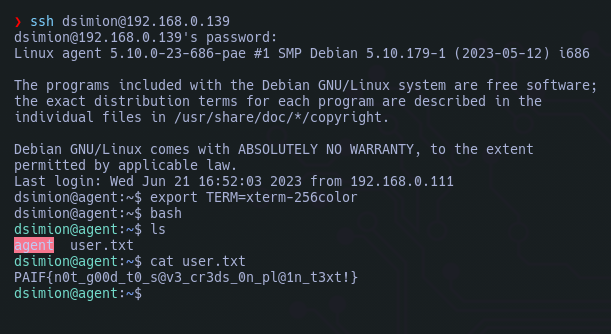 ❯ ssh dsimion@192.168.0.139
dsimion@192.168.0.139's password:
Linux agent 5.10.0-23-686-pae #1 SMP Debian 5.10.179-1 (2023-05-12) i686

The programs included with the Debian GNU/Linux system are free software;
the exact distribution terms for each program are described in the
individual files in /usr/share/doc/*/copyright.

Debian GNU/Linux comes with ABSOLUTELY NO WARRANTY, to the extent
permitted by applicable law.
Last login: Wed Jun 21 16:52:03 2023 from 192.168.0.111
dsimion@agent:~$ export TERM=xterm-256color
dsimion@agent:~$ bash
dsimion@agent:~$ ls
agent  user.txt
dsimion@agent:~$ cat user.txt
PAIF{n0t_g00d_t0_s@v3_cr3ds_0n_pl@1n_t3xt!}
dsimion@agent:~$